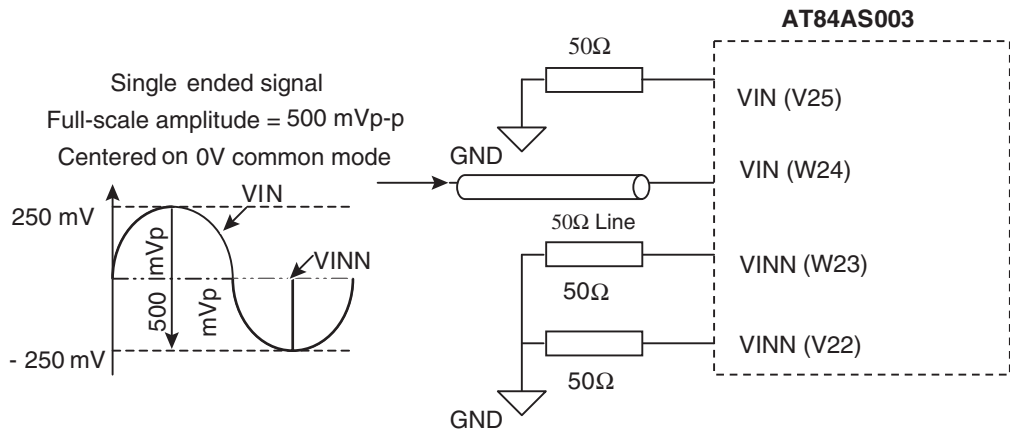 AT84AS003
50Ω
Single ended signal
Full-scale amplitude = 500 mVp-p
Centered on 0V common mode
VIN (V25)
GND
VIN (W24)
VIN
250 mV
50Ω Line
VINN
500 mVp
mVp
VINN (W23)
50Ω
- 250 mV
VINN (V22)
50Ω
GND